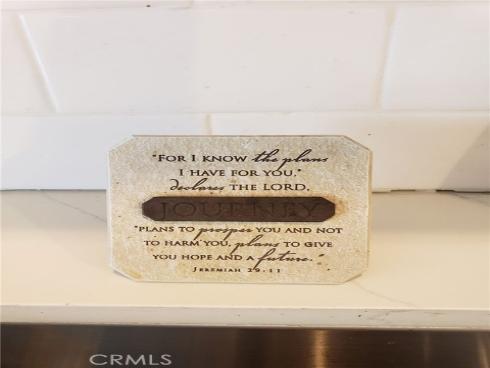 "FOR I KNOW the plans
I HAVE FOR YOU,"
declares THE LORD,
JOURNEY
"PLANS TO prosper YOU AND NOT
TO HARM YOU, plans TO GIVE
YOU HOPE AND A future."
JEREMIAH 29:11
CRMLS